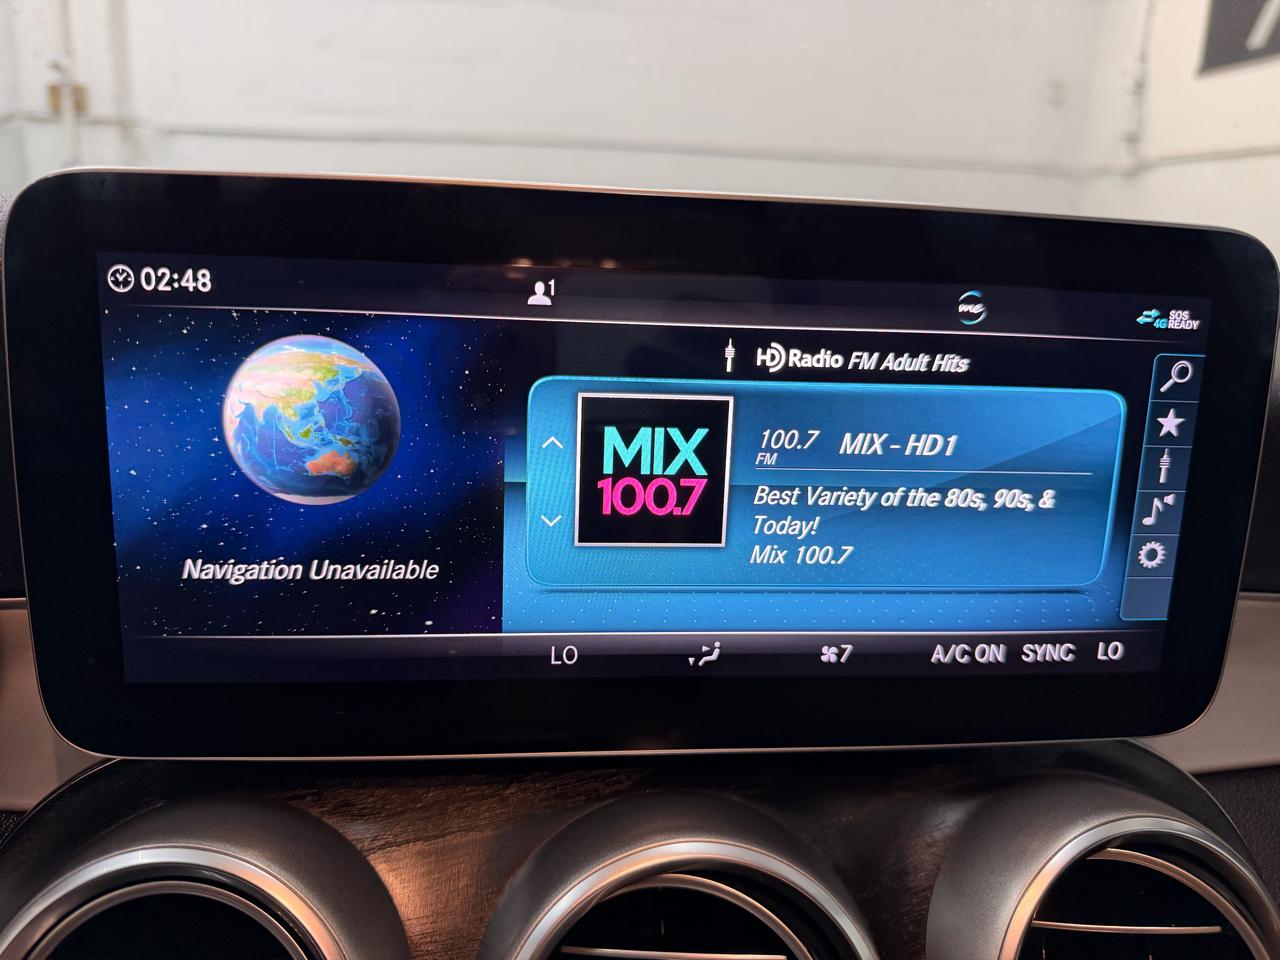 02:48
1
me
4G SOS READY
HD Radio FM Adult Hits
MIX
100.7
100.7 FM MIX - HD1
Best Variety of the 80s, 90s, &
Today!
Mix 100.7
Navigation Unavailable
LO 7 A/C ON SYNC LO